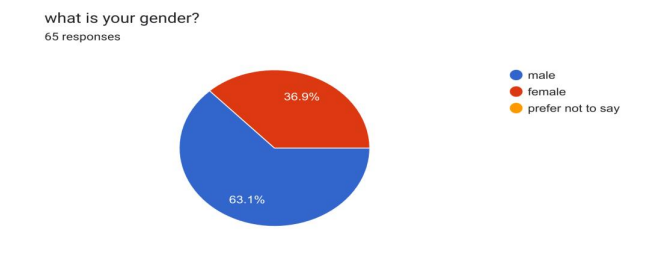 what is your gender?
65 responses
36.9%
63.1%
male
female
prefer not to say